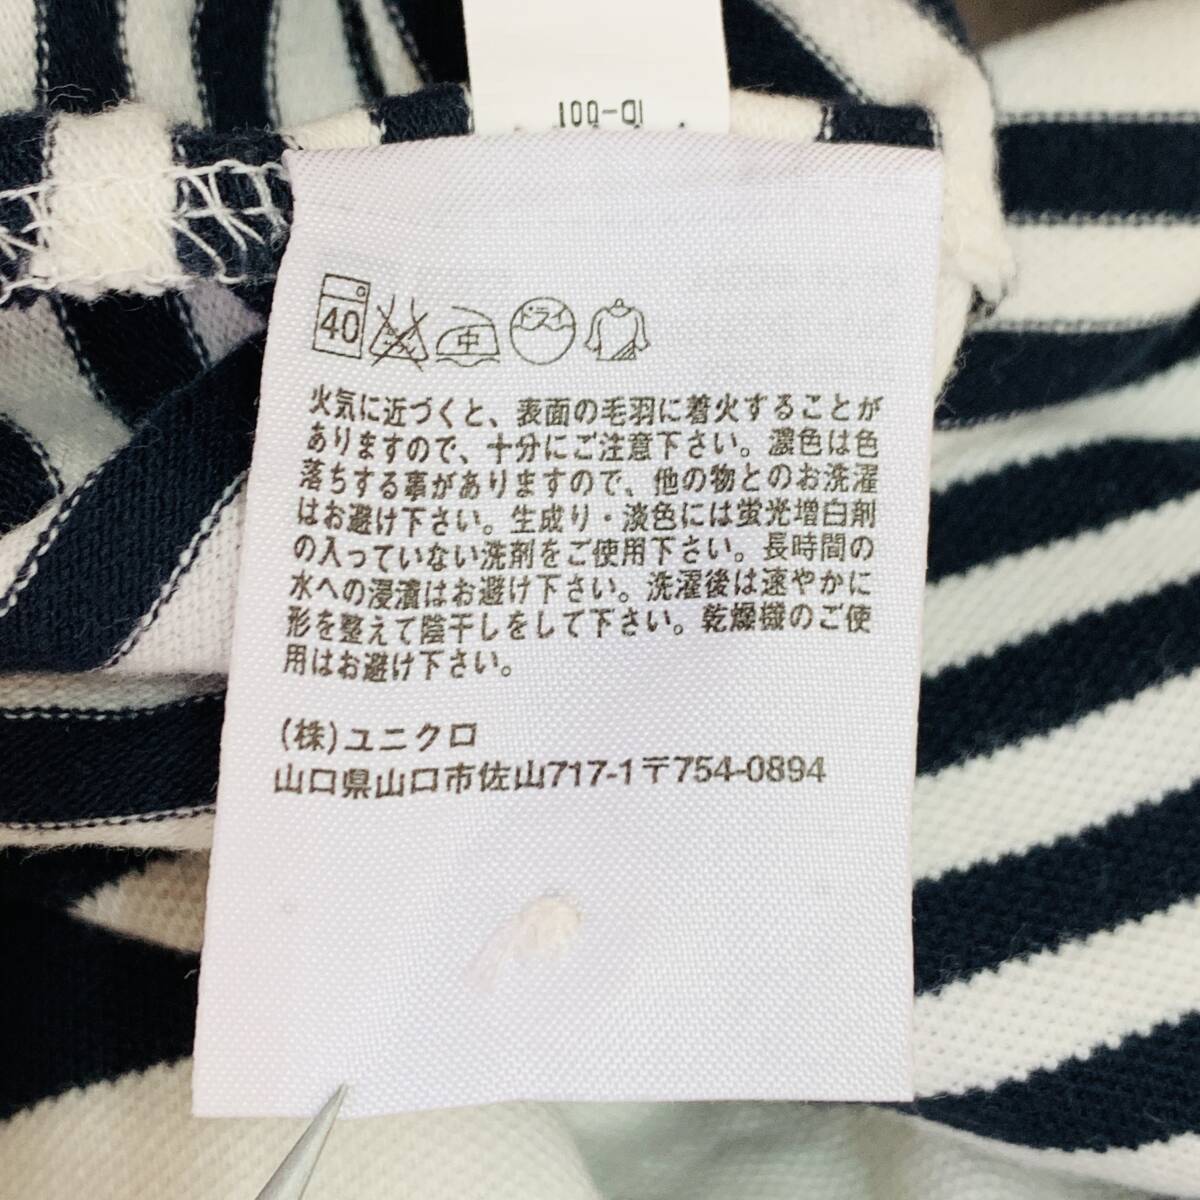 ID-001
40 中 ドライ
火気に近づくと、表面の毛羽に着火することが
ありますので、十分にご注意下さい。濃色は色
落ちする事がありますので、他の物とのお洗濯
はお避け下さい。生成り・淡色には蛍光増白剤
の入っていない洗剤をご使用下さい。長時間の
水への浸漬はお避け下さい。洗濯後は速やかに
形を整えて陰干しをして下さい。乾燥機のご使
用はお避け下さい。
(株)ユニクロ
山口県山口市佐山717-1〒754-0894